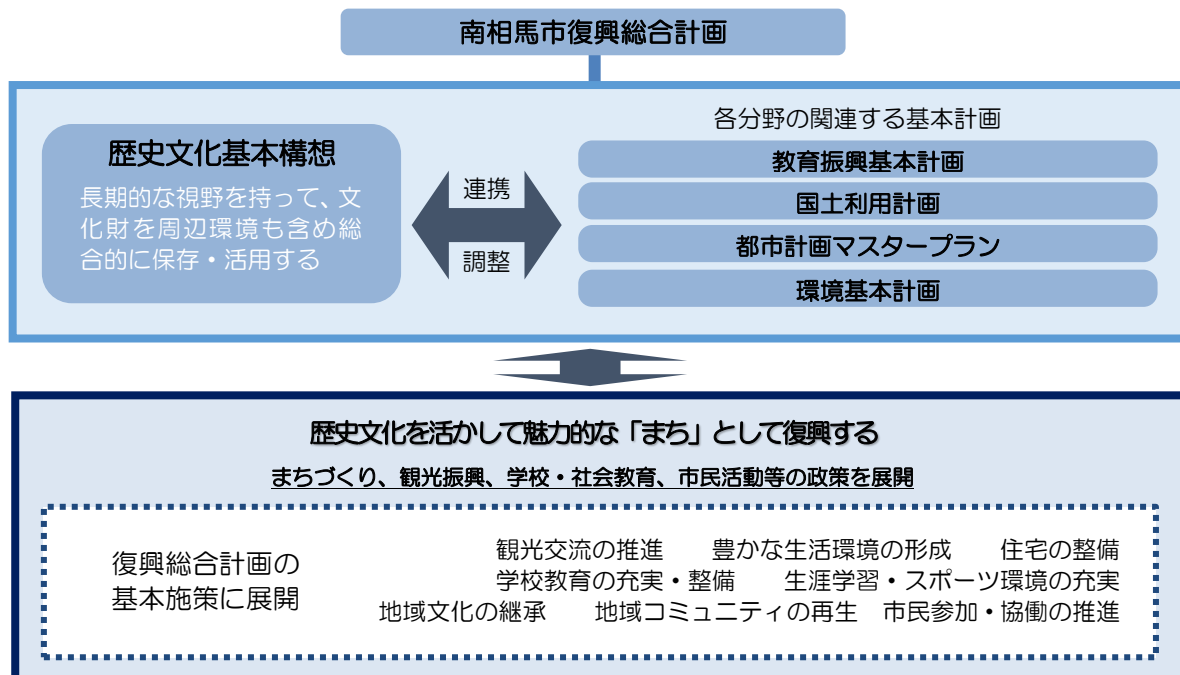 南相馬市復興総合計画
歴史文化基本構想
長期的な視野を持って、文
化財を周辺環境も含め総
合的に保存・活用する
連携
調整
各分野の関連する基本計画
教育振興基本計画
国土利用計画
都市計画マスタープラン
環境基本計画
歴史文化を活かして魅力的な「まち」として復興する
まちづくり、観光振興、学校・社会教育、市民活動等の政策を展開
復興総合計画の
基本施策に展開
観光交流の推進　豊かな生活環境の形成　住宅の整備
学校教育の充実・整備　生涯学習・スポーツ環境の充実
地域文化の継承　地域コミュニティの再生　市民参加・協働の推進